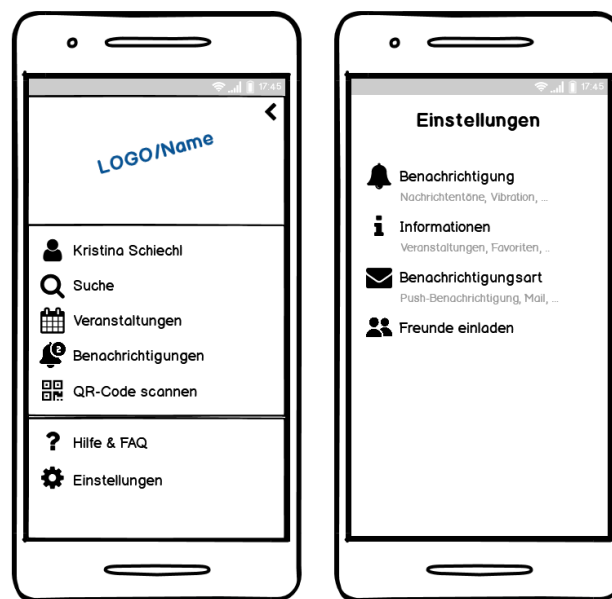 17:45
LOGO/Name
Kristina Schiechl
Suche
Veranstaltungen
2
Benachrichtigungen
QR-Code scannen
?
Hilfe & FAQ
Einstellungen
17:45
Einstellungen
Benachrichtigung
Nachrichtentöne, Vibration, ...
Informationen
Veranstaltungen, Favoriten, ..
Benachrichtigungsart
Push-Benachrichtigung, Mail, ...
Freunde einladen